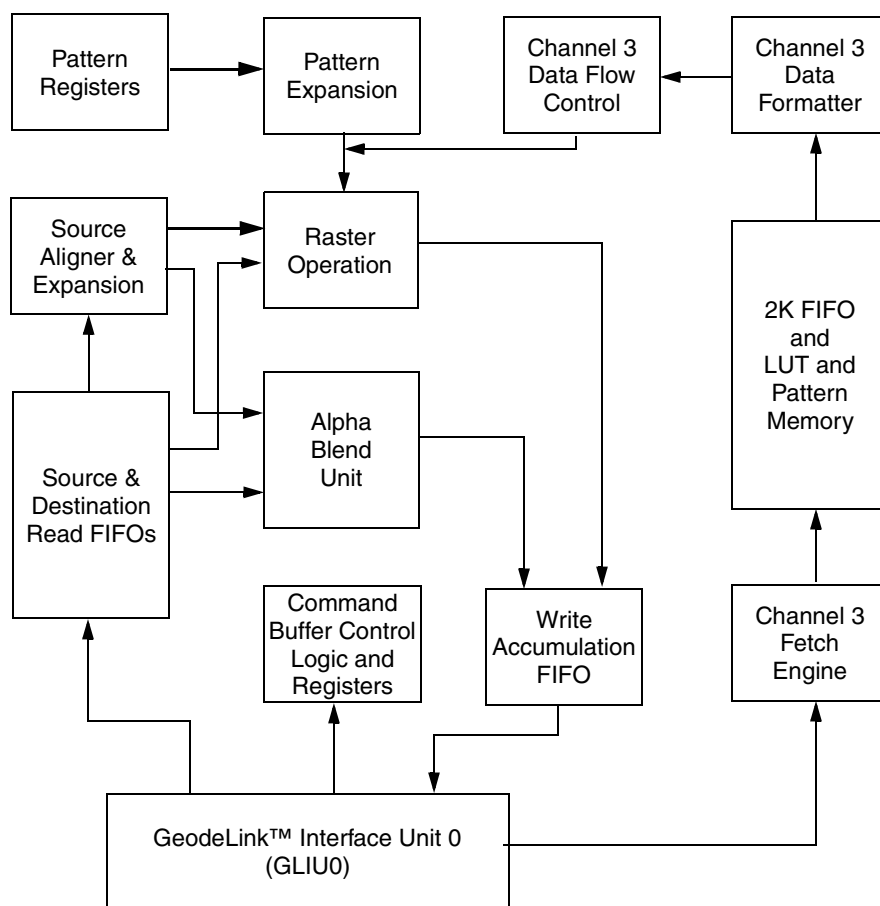 Pattern
Registers
Pattern
Expansion
Channel 3
Data Flow
Control
Channel 3
Data
Formatter
Source
Aligner &
Expansion
Raster
Operation
2K FIFO
and
LUT and
Pattern
Memory
Source &
Destination
Read FIFOs
Alpha
Blend
Unit
Command
Buffer Control
Logic and
Registers
Write
Accumulation
FIFO
Channel 3
Fetch
Engine
GeodeLink™ Interface Unit 0
(GLIU0)